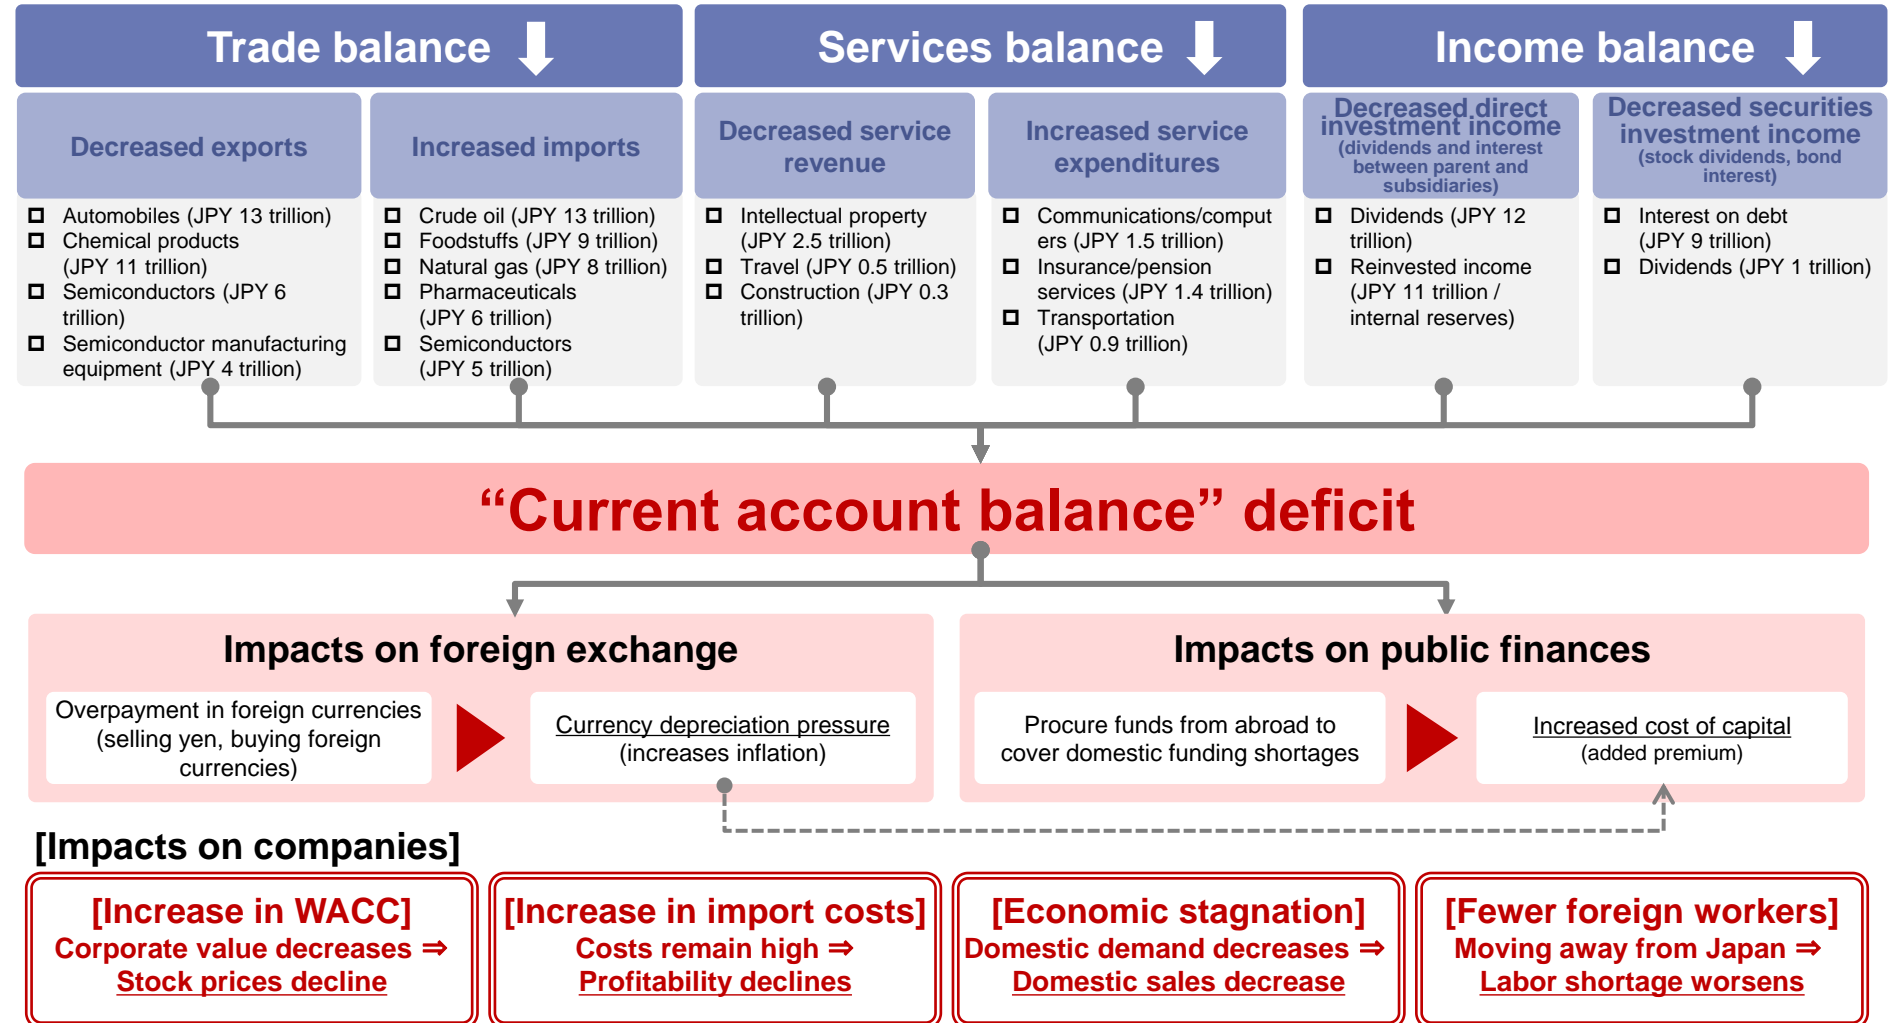 Trade balance
Services balance
Income balance
Decreased exports
Increased imports
Decreased service
revenue
Increased service
expenditures
Decreased direct
investment income
(dividends and interest
between parent and
subsidiaries)
Decreased securities
investment income
(stock dividends, bond
interest)
Automobiles (JPY 13 trillion)
Chemical products
(JPY 11 trillion)
Semiconductors (JPY 6
trillion)
Semiconductor manufacturing
equipment (JPY 4 trillion)
Crude oil (JPY 13 trillion)
Foodstuffs (JPY 9 trillion)
Natural gas (JPY 8 trillion)
Pharmaceuticals
(JPY 6 trillion)
Semiconductors
(JPY 5 trillion)
Intellectual property
(JPY 2.5 trillion)
Travel (JPY 0.5 trillion)
Construction (JPY 0.3
trillion)
Communications/comput
ers (JPY 1.5 trillion)
Insurance/pension
services (JPY 1.4 trillion)
Transportation
(JPY 0.9 trillion)
Dividends (JPY 12
trillion)
Reinvested income
(JPY 11 trillion /
internal reserves)
Interest on debt
(JPY 9 trillion)
Dividends (JPY 1 trillion)
“Current account balance” deficit
Impacts on foreign exchange
Overpayment in foreign currencies
(selling yen, buying foreign
currencies)
Currency depreciation pressure
(increases inflation)
Impacts on public finances
Procure funds from abroad to
cover domestic funding shortages
Increased cost of capital
(added premium)
[Impacts on companies]
[Increase in WACC]
Corporate value decreases ⇒
Stock prices decline
[Increase in import costs]
Costs remain high ⇒
Profitability declines
[Economic stagnation]
Domestic demand decreases ⇒
Domestic sales decrease
[Fewer foreign workers]
Moving away from Japan ⇒
Labor shortage worsens